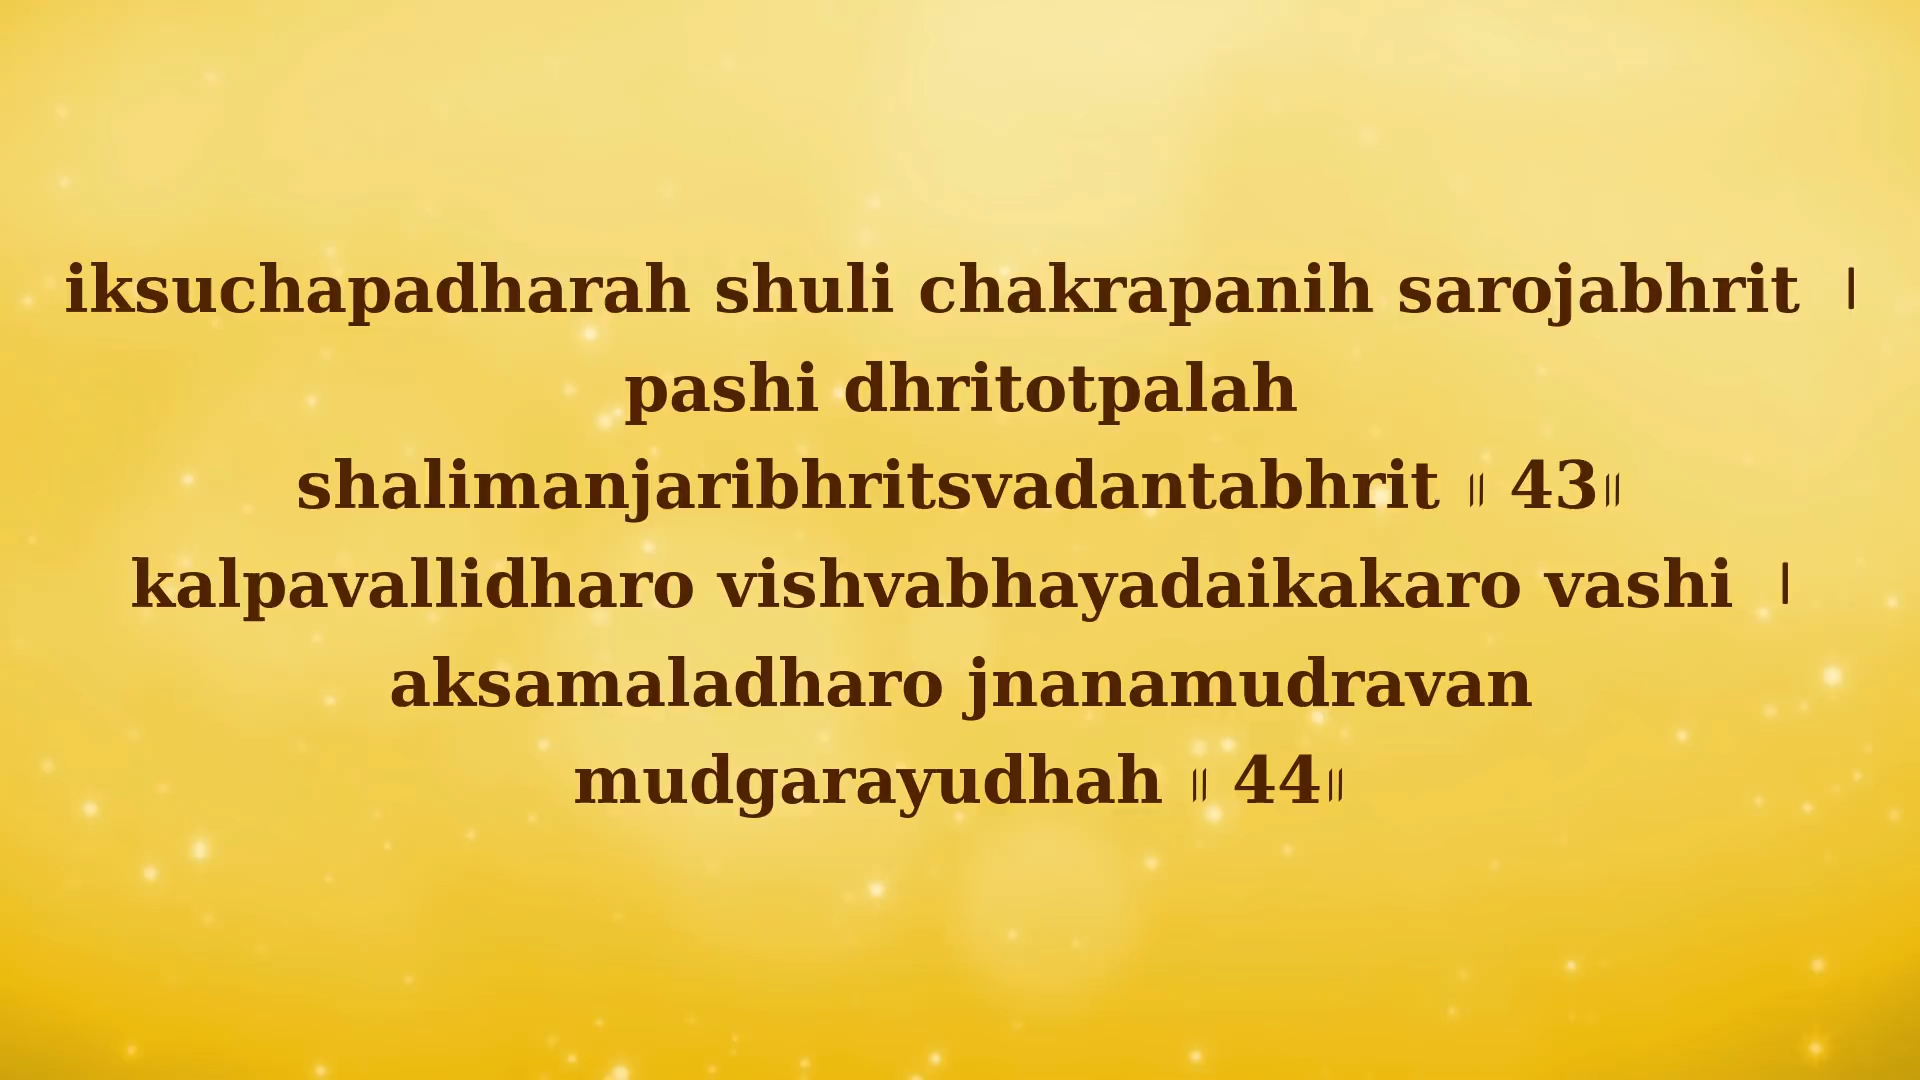 iksuchapadharah shuli chakrapanih sarojabhrit ।
pashi dhritotpalah
shalimanjaribhritsvadantabhrit ॥ 43॥
kalpavallidharo vishvabhayadaikakaro vashi ।
aksamaladharo jnanamudravan
mudgarayudhah ॥ 44॥